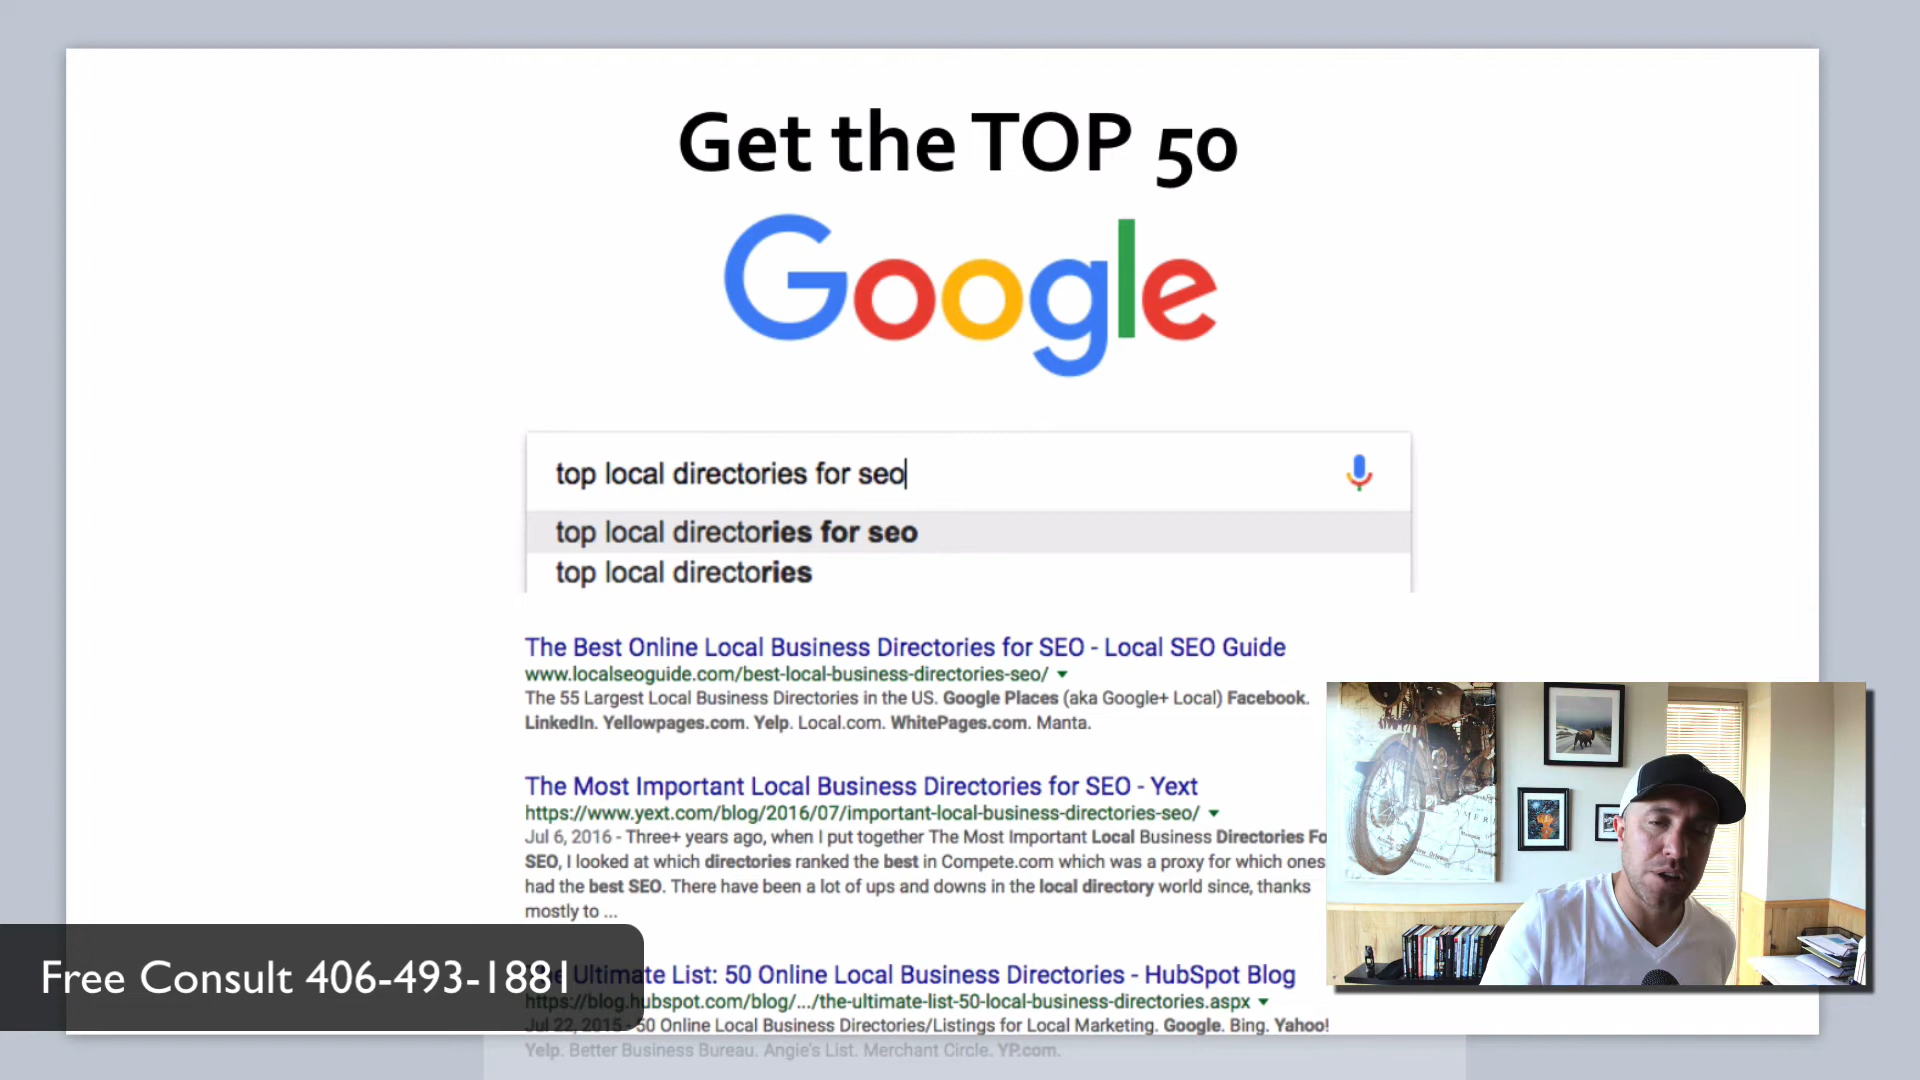 Get the TOP 50
Google
top local directories for seo
top local directories for seo
top local directories
The Best Online Local Business Directories for SEO - Local SEO Guide
www.localseoguide.com/best-local-business-directories-seo/
The 55 Largest Local Business Directories in the US. Google Places (aka Google+ Local) Facebook.
LinkedIn. Yellowpages.com. Yelp. Local.com. WhitePages.com. Manta.
The Most Important Local Business Directories for SEO - Yext
https://www.yext.com/blog/2016/07/important-local-business-directories-seo/
Jul 6, 2016 - Three+ years ago, when I put together The Most Important Local Business Directories Fo
SEO, I looked at which directories ranked the best in Compete.com which was a proxy for which ones
had the best SEO. There have been a lot of ups and downs in the local directory world since, thanks
mostly to ...
Ultimate List: 50 Online Local Business Directories - HubSpot Blog
https://blog.hubspot.com/blog/.../the-ultimate-list-50-local-business-directories.aspx
Jul 22, 2015 - 50 Online Local Business Directories/Listings for Local Marketing. Google. Bing. Yahoo!
Yelp. Better Business Bureau. Angie's List. Merchant Circle. YP.com.
Free Consult 406-493-1881